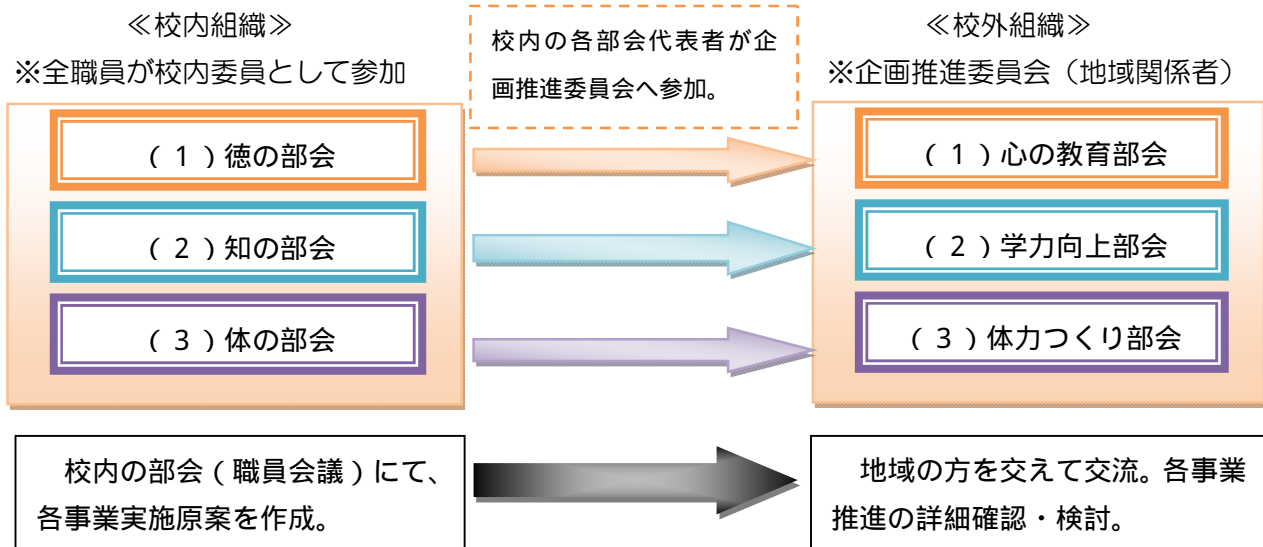 ≪校内組織≫
※全職員が校内委員として参加
(1)徳の部会
(2)知の部会
(3)体の部会
校内の部会(職員会議)にて、
各事業実施原案を作成。
校内の各部会代表者が企
画推進委員会へ参加。
≪校外組織≫
※企画推進委員会(地域関係者)
(1)心の教育部会
(2)学力向上部会
(3)体力つくり部会
地域の方を交えて交流。各事業
推進の詳細確認・検討。